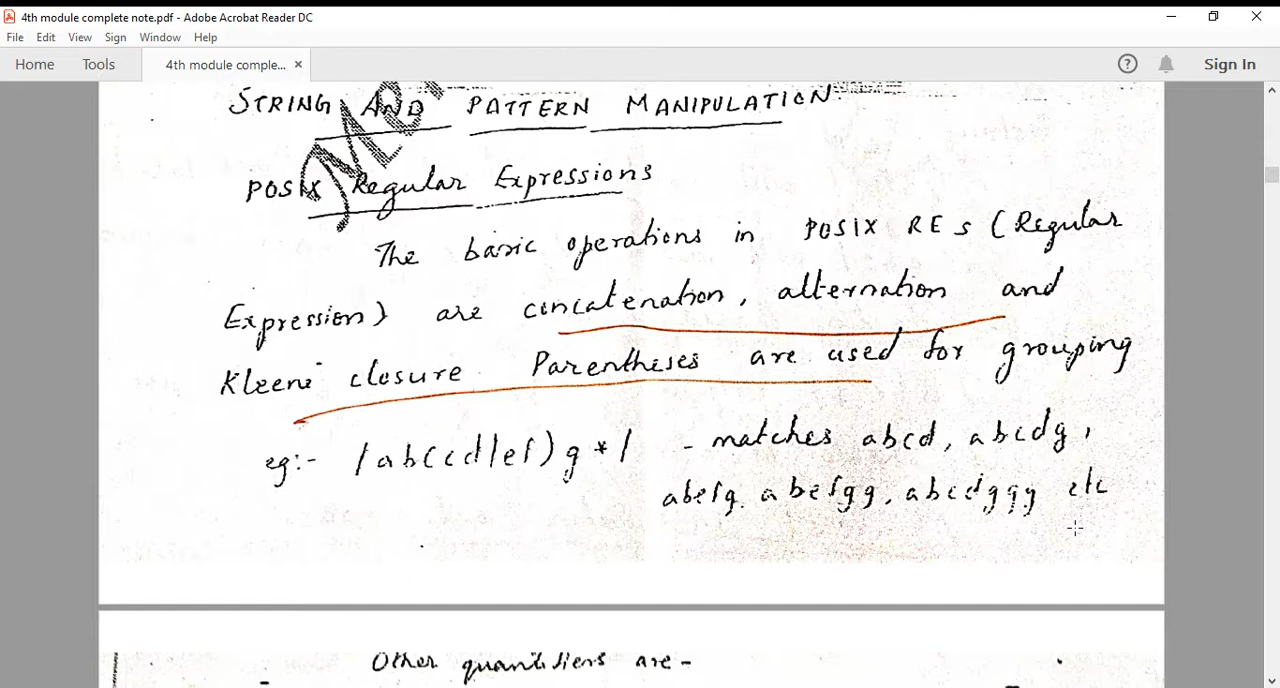 4th module complete note.pdf - Adobe Acrobat Reader DC
File Edit View Sign Window Help
Home Tools 4th module comple... × ? Sign In
STRING AND PATTERN MANIPULATION
POSIX Regular Expressions
The basic operations in POSIX REs (Regular
Expression) are concatenation, alternation and
Kleene closure. Parentheses are used for grouping
eg:- /ab(cd|ef)g*/ - matches abcd, abcdg,
abefg, abefgg, abcdggg etc
Other quantifiers are-